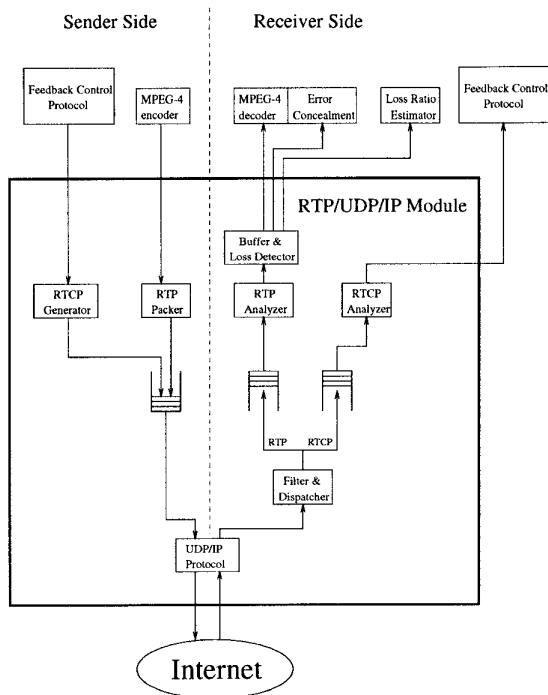 Sender Side
Receiver Side
Feedback Control
Protocol
MPEG-4
encoder
MPEG-4
decoder
Error
Concealment
Loss Ratio
Estimator
Feedback Control
Protocol
RTP/UDP/IP Module
Buffer &
Loss Detector
RTCP
Generator
RTP
Packer
RTP
Analyzer
RTCP
Analyzer
RTP
RTCP
Filter &
Dispatcher
UDP/IP
Protocol
Internet